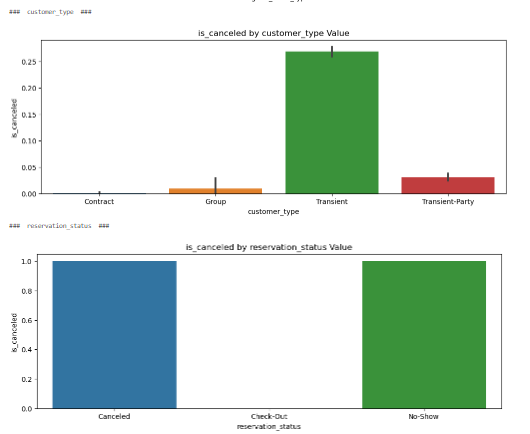 ### customer_type ###
is_canceled by customer_type Value
0.25
0.20
0.15
0.10
0.05
0.00
is_canceled
Contract Group Transient Transient-Party
customer_type
### reservation_status ###
is_canceled by reservation_status Value
1.0
0.8
0.6
0.4
0.2
0.0
is_canceled
Canceled Check-Out No-Show
reservation_status